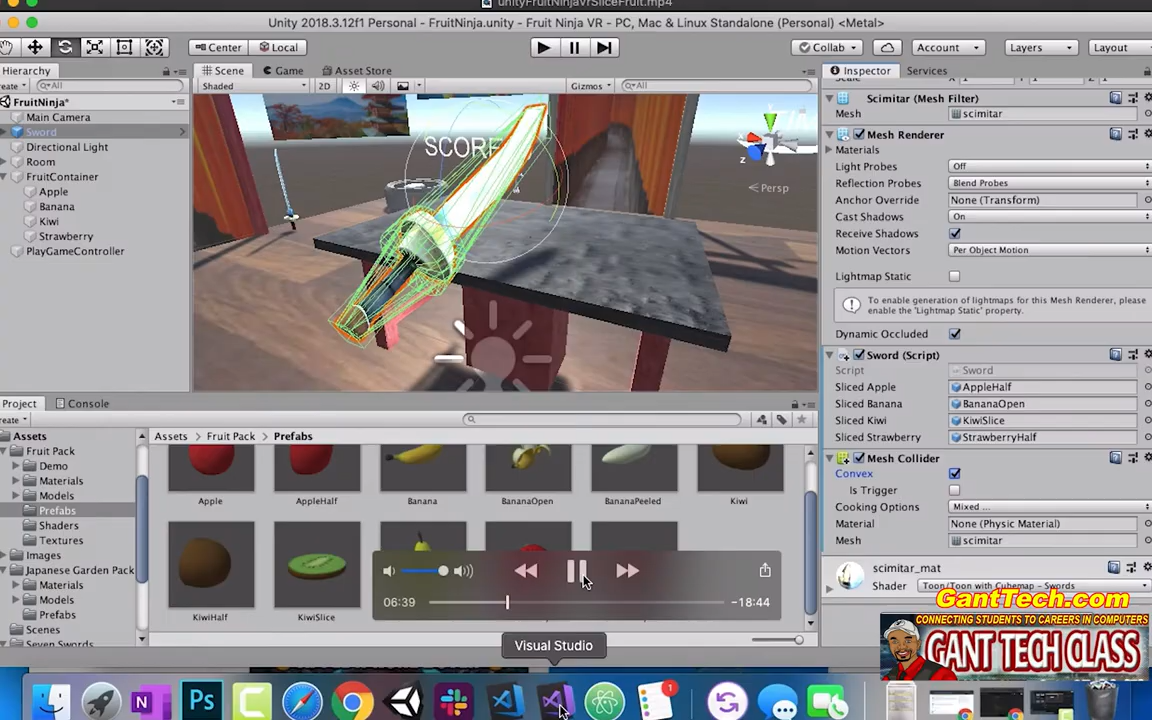 unityFruitNinjaVrSliceFruit.mp4
Unity 2018.3.12f1 Personal - FruitNinja.unity - Fruit Ninja VR - PC, Mac & Linux Standalone (Personal) <Metal>
Center Local Collab Account Layers Layout
Hierarchy Scene Game Asset Store Inspector Services
Shaded 2D Gizmos All
All
FruitNinja*
Main Camera
Sword
Directional Light
Room
FruitContainer
Apple
Banana
Kiwi
Strawberry
PlayGameController
SCORE
Z
Persp
Scale
Scimitar (Mesh Filter)
Mesh scimitar
Mesh Renderer
Materials
Light Probes Off
Reflection Probes Blend Probes
Anchor Override None (Transform)
Cast Shadows On
Receive Shadows
Motion Vectors Per Object Motion
Lightmap Static
To enable generation of lightmaps for this Mesh Renderer, please
enable the "Lightmap Static" property.
Dynamic Occluded
Sword (Script)
Script Sword
Sliced Apple AppleHalf
Sliced Banana BananaOpen
Sliced Kiwi KiwiSlice
Sliced Strawberry StrawberryHalf
Mesh Collider
Convex
Is Trigger
Cooking Options Mixed ...
Material None (Physic Material)
Mesh scimitar
scimitar_mat
Shader Toon/Toon with Cubemap - Swords
Project Console
Assets
Fruit Pack
Demo
Materials
Models
Prefabs
Shaders
Textures
Images
Japanese Garden Pack
Materials
Models
Prefabs
Scenes
Seven Swords
Assets Fruit Pack Prefabs
Apple AppleHalf Banana BananaOpen BananaPeeled Kiwi
KiwiHalf KiwiSlice
06:39 -18:44
Visual Studio
GantTech.com
CONNECTING STUDENTS TO CAREERS IN COMPUTERS
GANT TECH CLASS
N Ps C 1